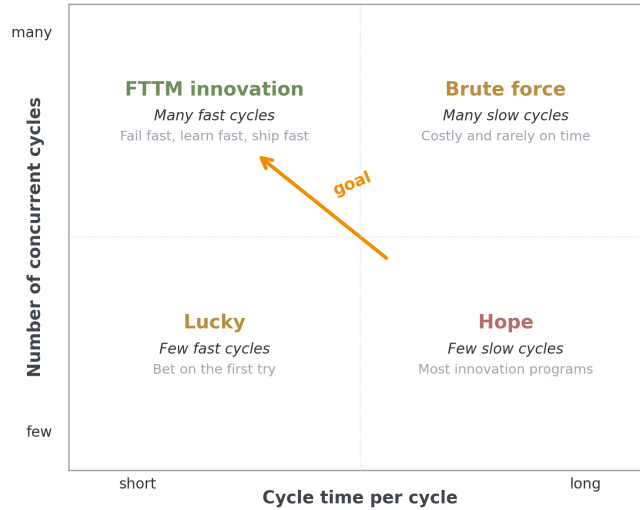 many
FTTM innovation
Many fast cycles
Fail fast, learn fast, ship fast
Brute force
Many slow cycles
Costly and rarely on time
goal
Number of concurrent cycles
Lucky
Few fast cycles
Bet on the first try
Hope
Few slow cycles
Most innovation programs
few
short
long
Cycle time per cycle